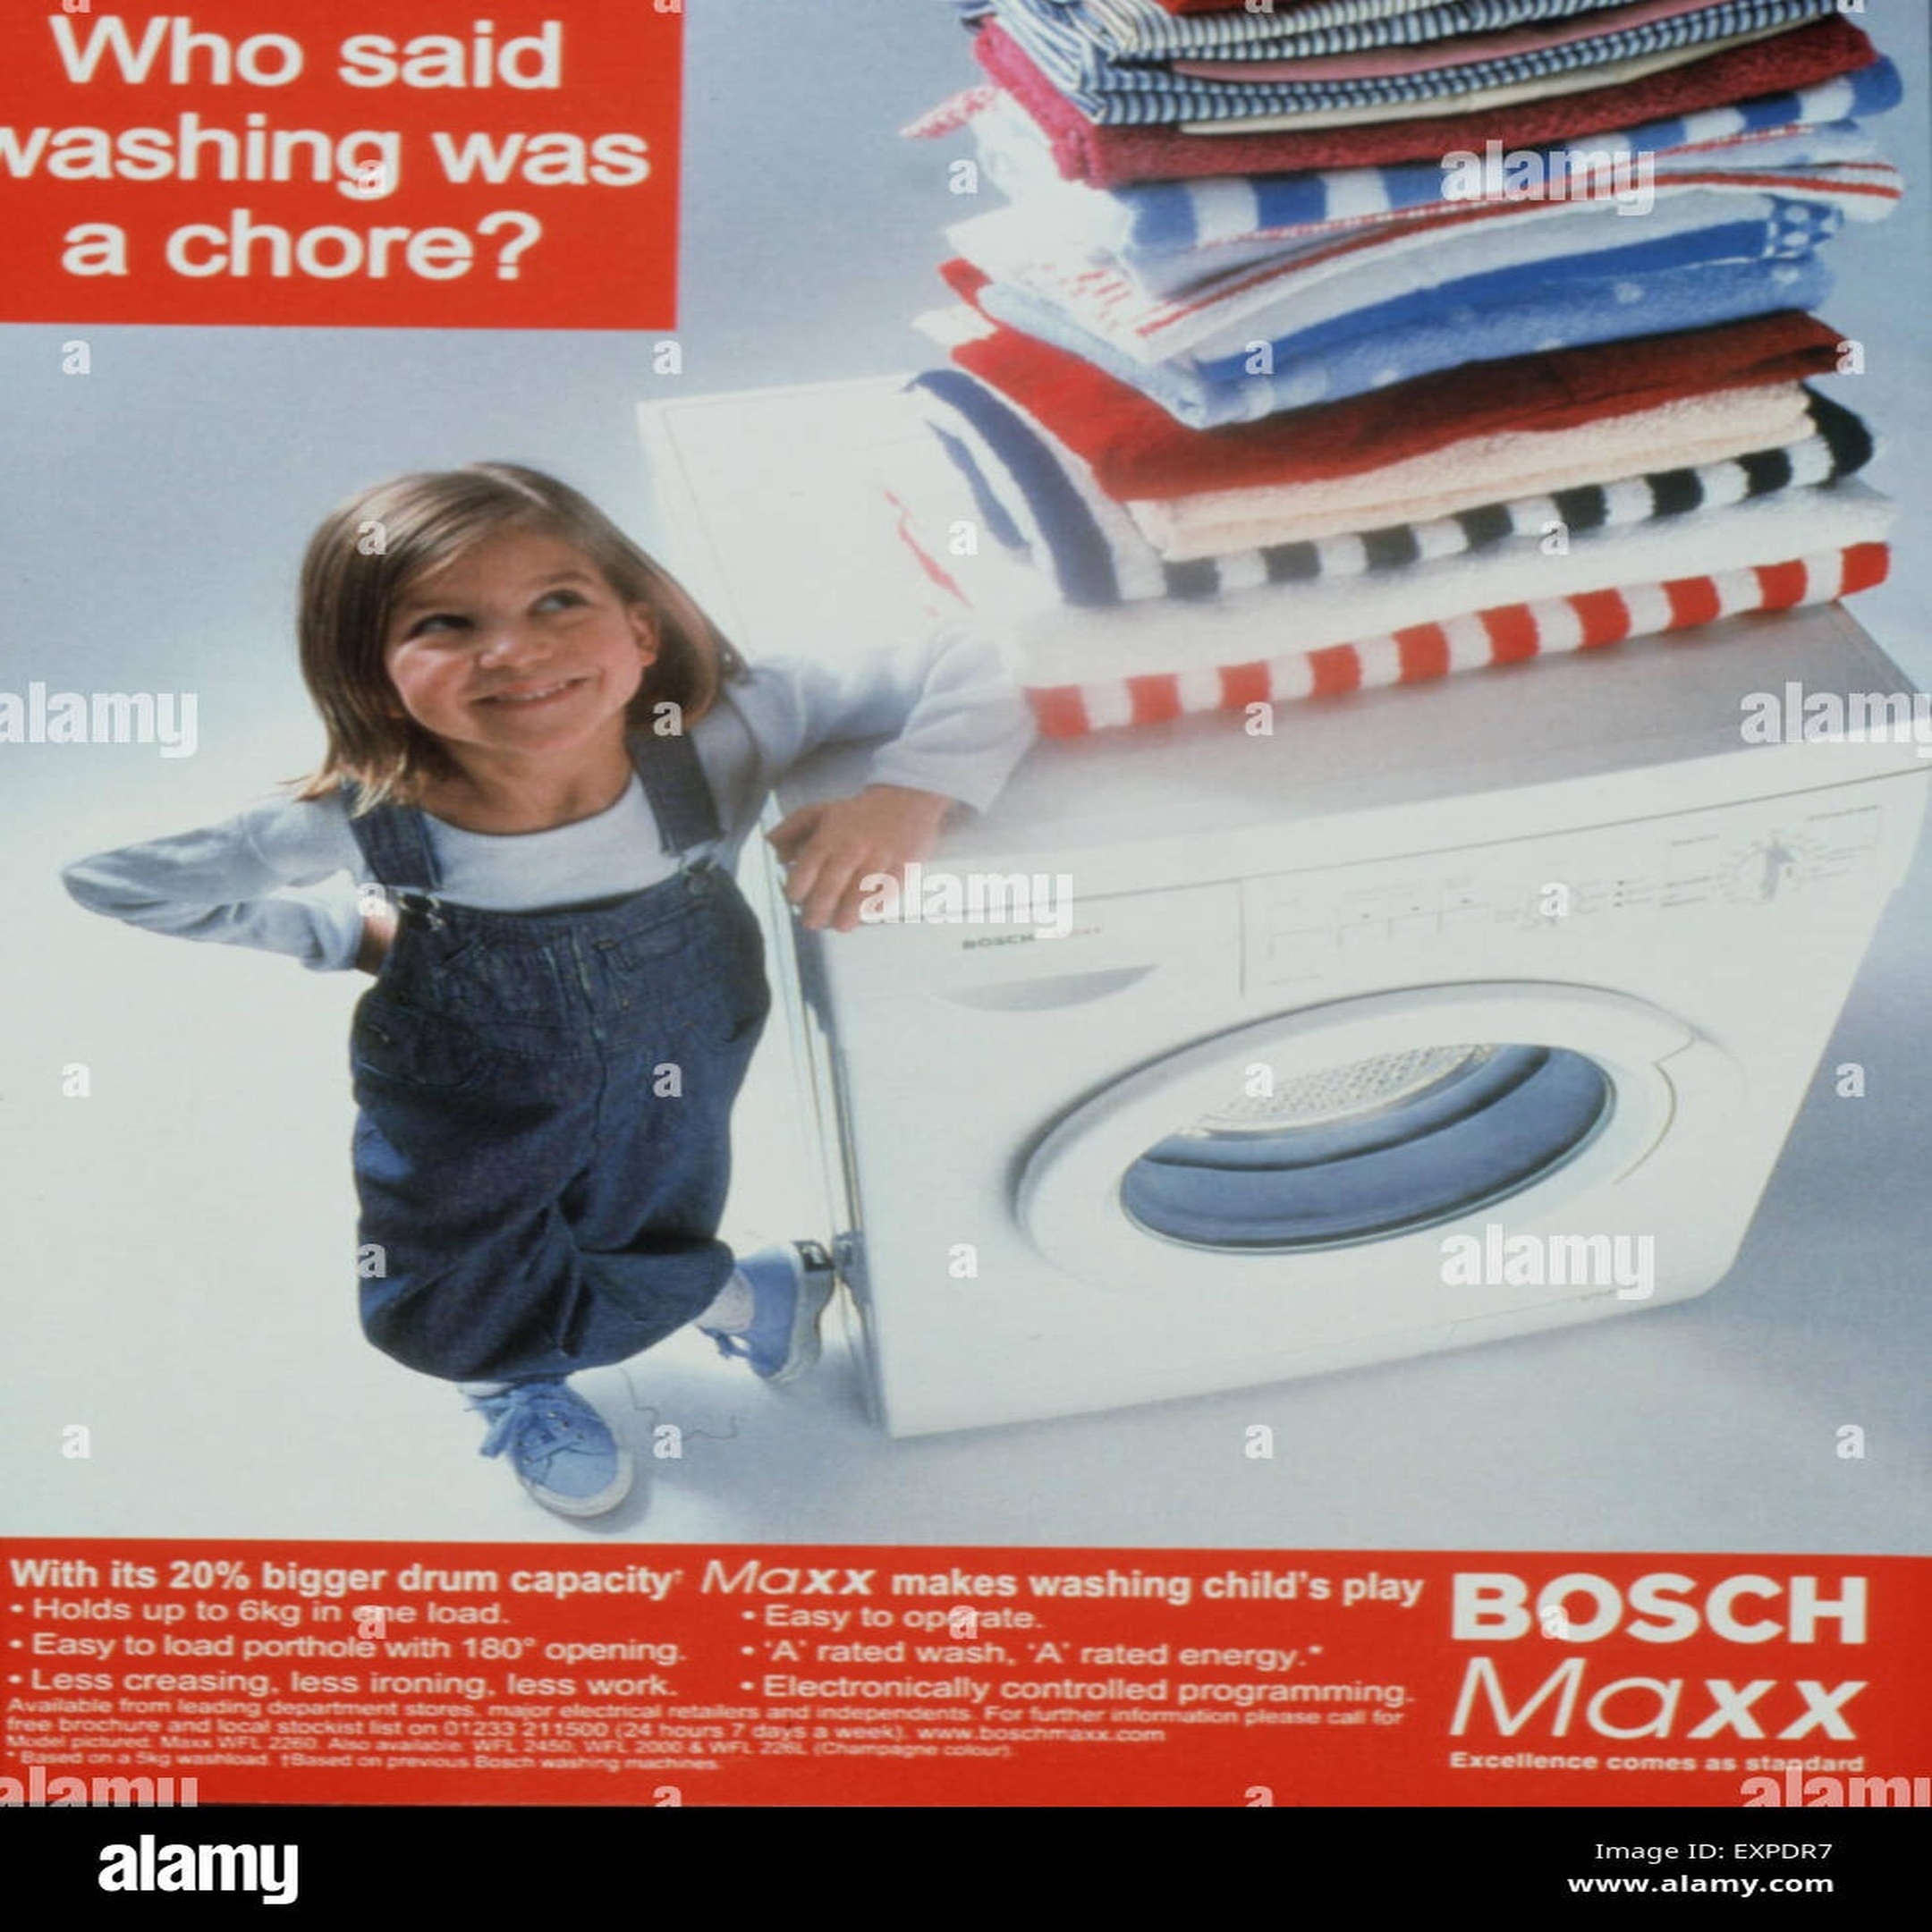 Who said
washing was
a chore?
BOSCH
With its 20% bigger drum capacity† Maxx makes washing child's play
• Holds up to 6kg in one load.
• Easy to load porthole with 180° opening.
• Less creasing, less ironing, less work.
• Easy to operate.
• 'A' rated wash, 'A' rated energy.*
• Electronically controlled programming.
Available from leading department stores, major electrical retailers and independents. For further information please call for
free brochure and local stockist list on 01233 211500 (24 hours 7 days a week). www.boschmaxx.com
Model pictured: Maxx WFL 2260. Also available: WFL 2450, WFL 2000 & WFL 226L (Champagne colour).
* Based on a 5kg washload. †Based on previous Bosch washing machines.
BOSCH
Maxx
Excellence comes as standard
alamy
Image ID: EXPDR7
www.alamy.com